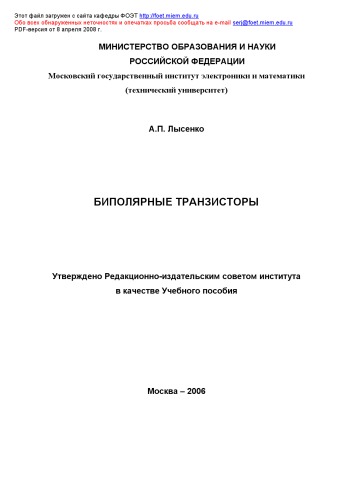 Этот файл загружен с сайта кафедры ФОЭТ http://foet.miem.edu.ru
Обо всех обнаруженных неточностях и опечатках просьба сообщать на e-mail serj@foet.miem.edu.ru
PDF-версия от 8 апреля 2008 г.
МИНИСТЕРСТВО ОБРАЗОВАНИЯ И НАУКИ
РОССИЙСКОЙ ФЕДЕРАЦИИ
Московский государственный институт электроники и математики
(технический университет)
А.П. Лысенко
БИПОЛЯРНЫЕ ТРАНЗИСТОРЫ
Утверждено Редакционно-издательским советом института
в качестве Учебного пособия
Москва – 2006